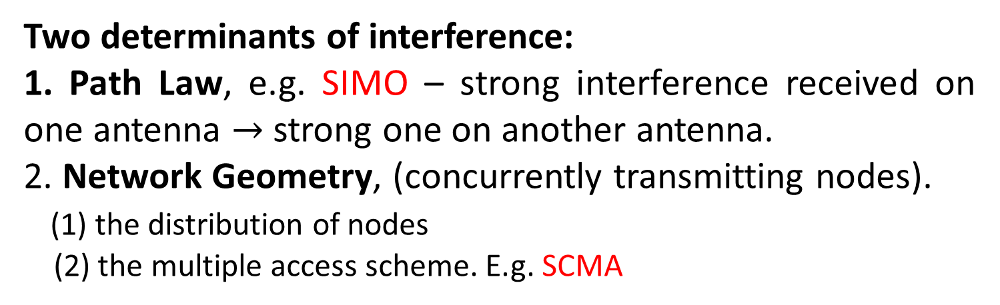 Two determinants of interference:
1. Path Law, e.g. SIMO – strong interference received on
one antenna → strong one on another antenna.
2. Network Geometry, (concurrently transmitting nodes).
(1) the distribution of nodes
(2) the multiple access scheme. E.g. SCMA